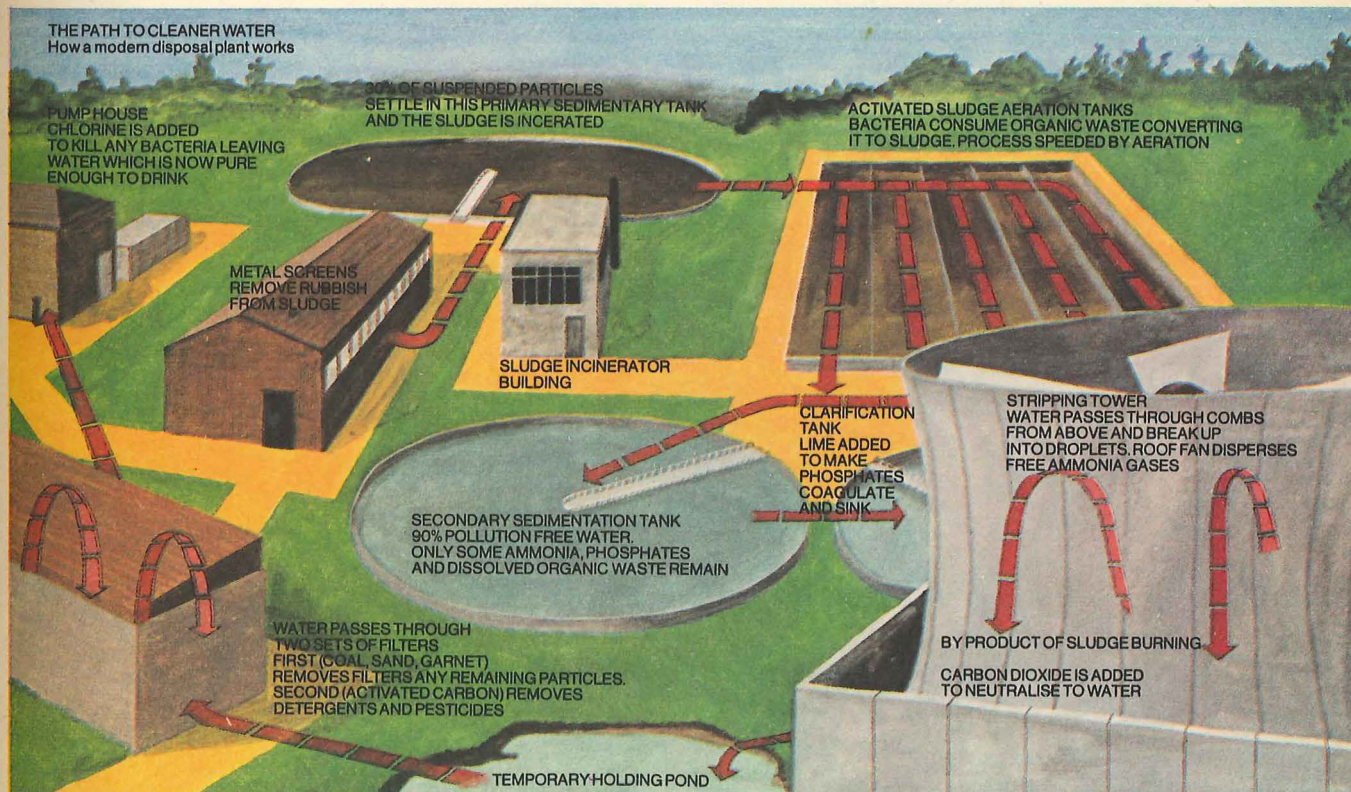 THE PATH TO CLEANER WATER
How a modern disposal plant works
PUMP HOUSE
CHLORINE IS ADDED
TO KILL ANY BACTERIA LEAVING
WATER WHICH IS NOW PURE
ENOUGH TO DRINK
30% OF SUSPENDED PARTICLES
SETTLE IN THIS PRIMARY SEDIMENTARY TANK
AND THE SLUDGE IS INCERATED
ACTIVATED SLUDGE AERATION TANKS
BACTERIA CONSUME ORGANIC WASTE CONVERTING
IT TO SLUDGE. PROCESS SPEEDED BY AERATION
METAL SCREENS
REMOVE RUBBISH
FROM SLUDGE
SLUDGE INCINERATOR
BUILDING
CLARIFICATION
TANK
LIME ADDED
TO MAKE
PHOSPHATES
COAGULATE
AND SINK
STRIPPING TOWER
WATER PASSES THROUGH COMBS
FROM ABOVE AND BREAK UP
INTO DROPLETS. ROOF FAN DISPERSES
FREE AMMONIA GASES
SECONDARY SEDIMENTATION TANK
90% POLLUTION FREE WATER.
ONLY SOME AMMONIA, PHOSPHATES
AND DISSOLVED ORGANIC WASTE REMAIN
WATER PASSES THROUGH
TWO SETS OF FILTERS
FIRST (COAL, SAND, GARNET)
REMOVES FILTERS ANY REMAINING PARTICLES.
SECOND (ACTIVATED CARBON) REMOVES
DETERGENTS AND PESTICIDES
BY PRODUCT OF SLUDGE BURNING
CARBON DIOXIDE IS ADDED
TO NEUTRALISE TO WATER
TEMPORARY HOLDING POND